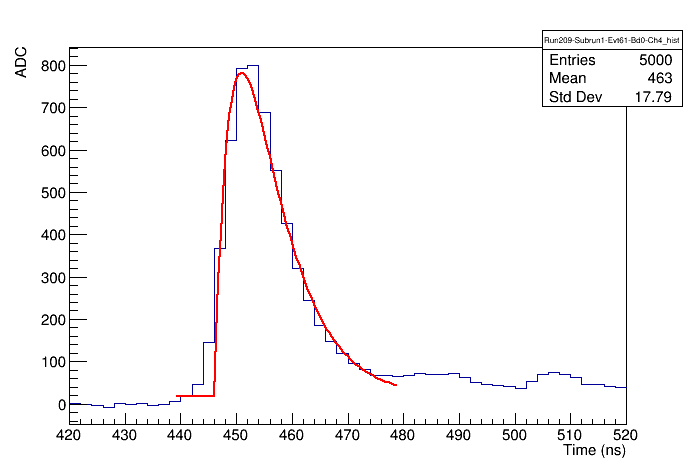 Run209-Subrun1-Evt61-Bd0-Ch4_hist
Entries 5000
Mean 463
Std Dev 17.79
ADC
800
700
600
500
400
300
200
100
0
420 430 440 450 460 470 480 490 500 510 520
Time (ns)